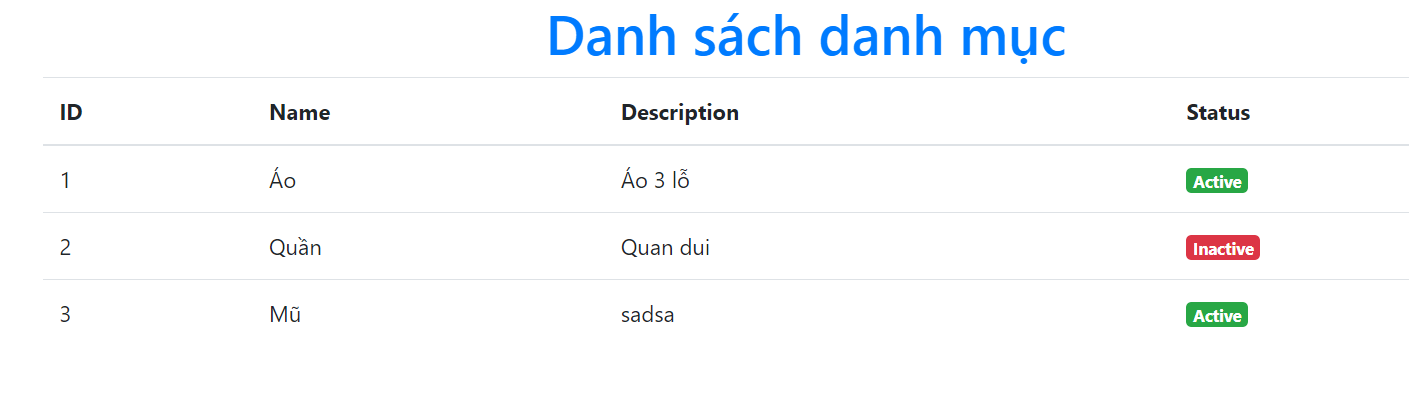 Danh sách danh mục
ID Name Description Status
1 Áo Áo 3 lỗ Active
2 Quần Quan dui Inactive
3 Mũ sadsa Active